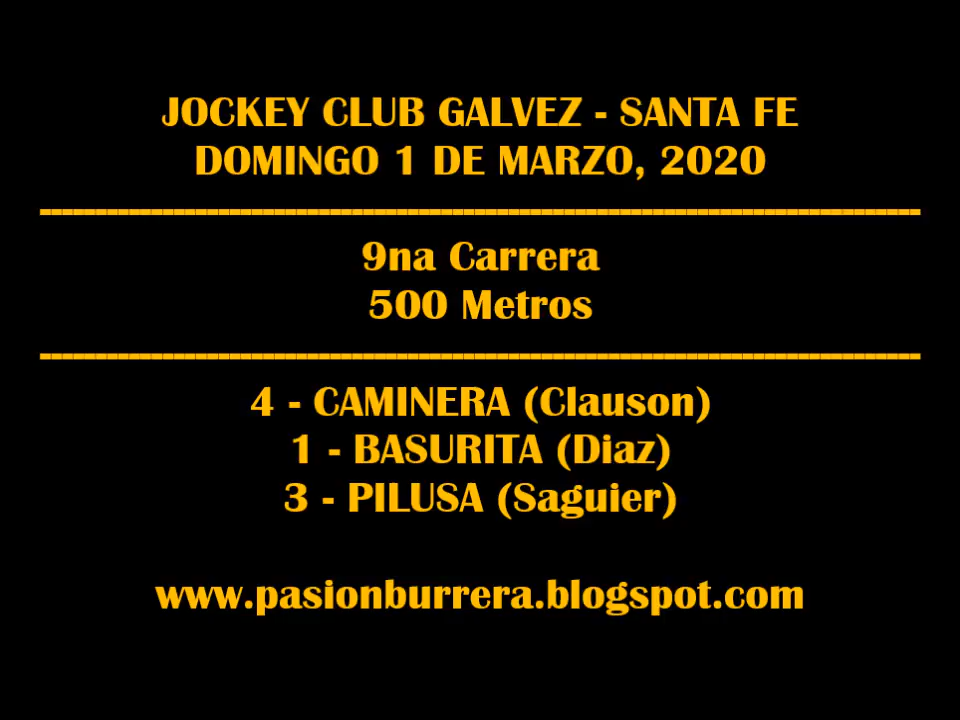 JOCKEY CLUB GALVEZ - SANTA FE
DOMINGO 1 DE MARZO, 2020
--------------------------------------------------------------------------------
9na Carrera
500 Metros
--------------------------------------------------------------------------------
4 - CAMINERA (Clauson)
1 - BASURITA (Diaz)
3 - PILUSA (Saguier)
www.pasionburrera.blogspot.com